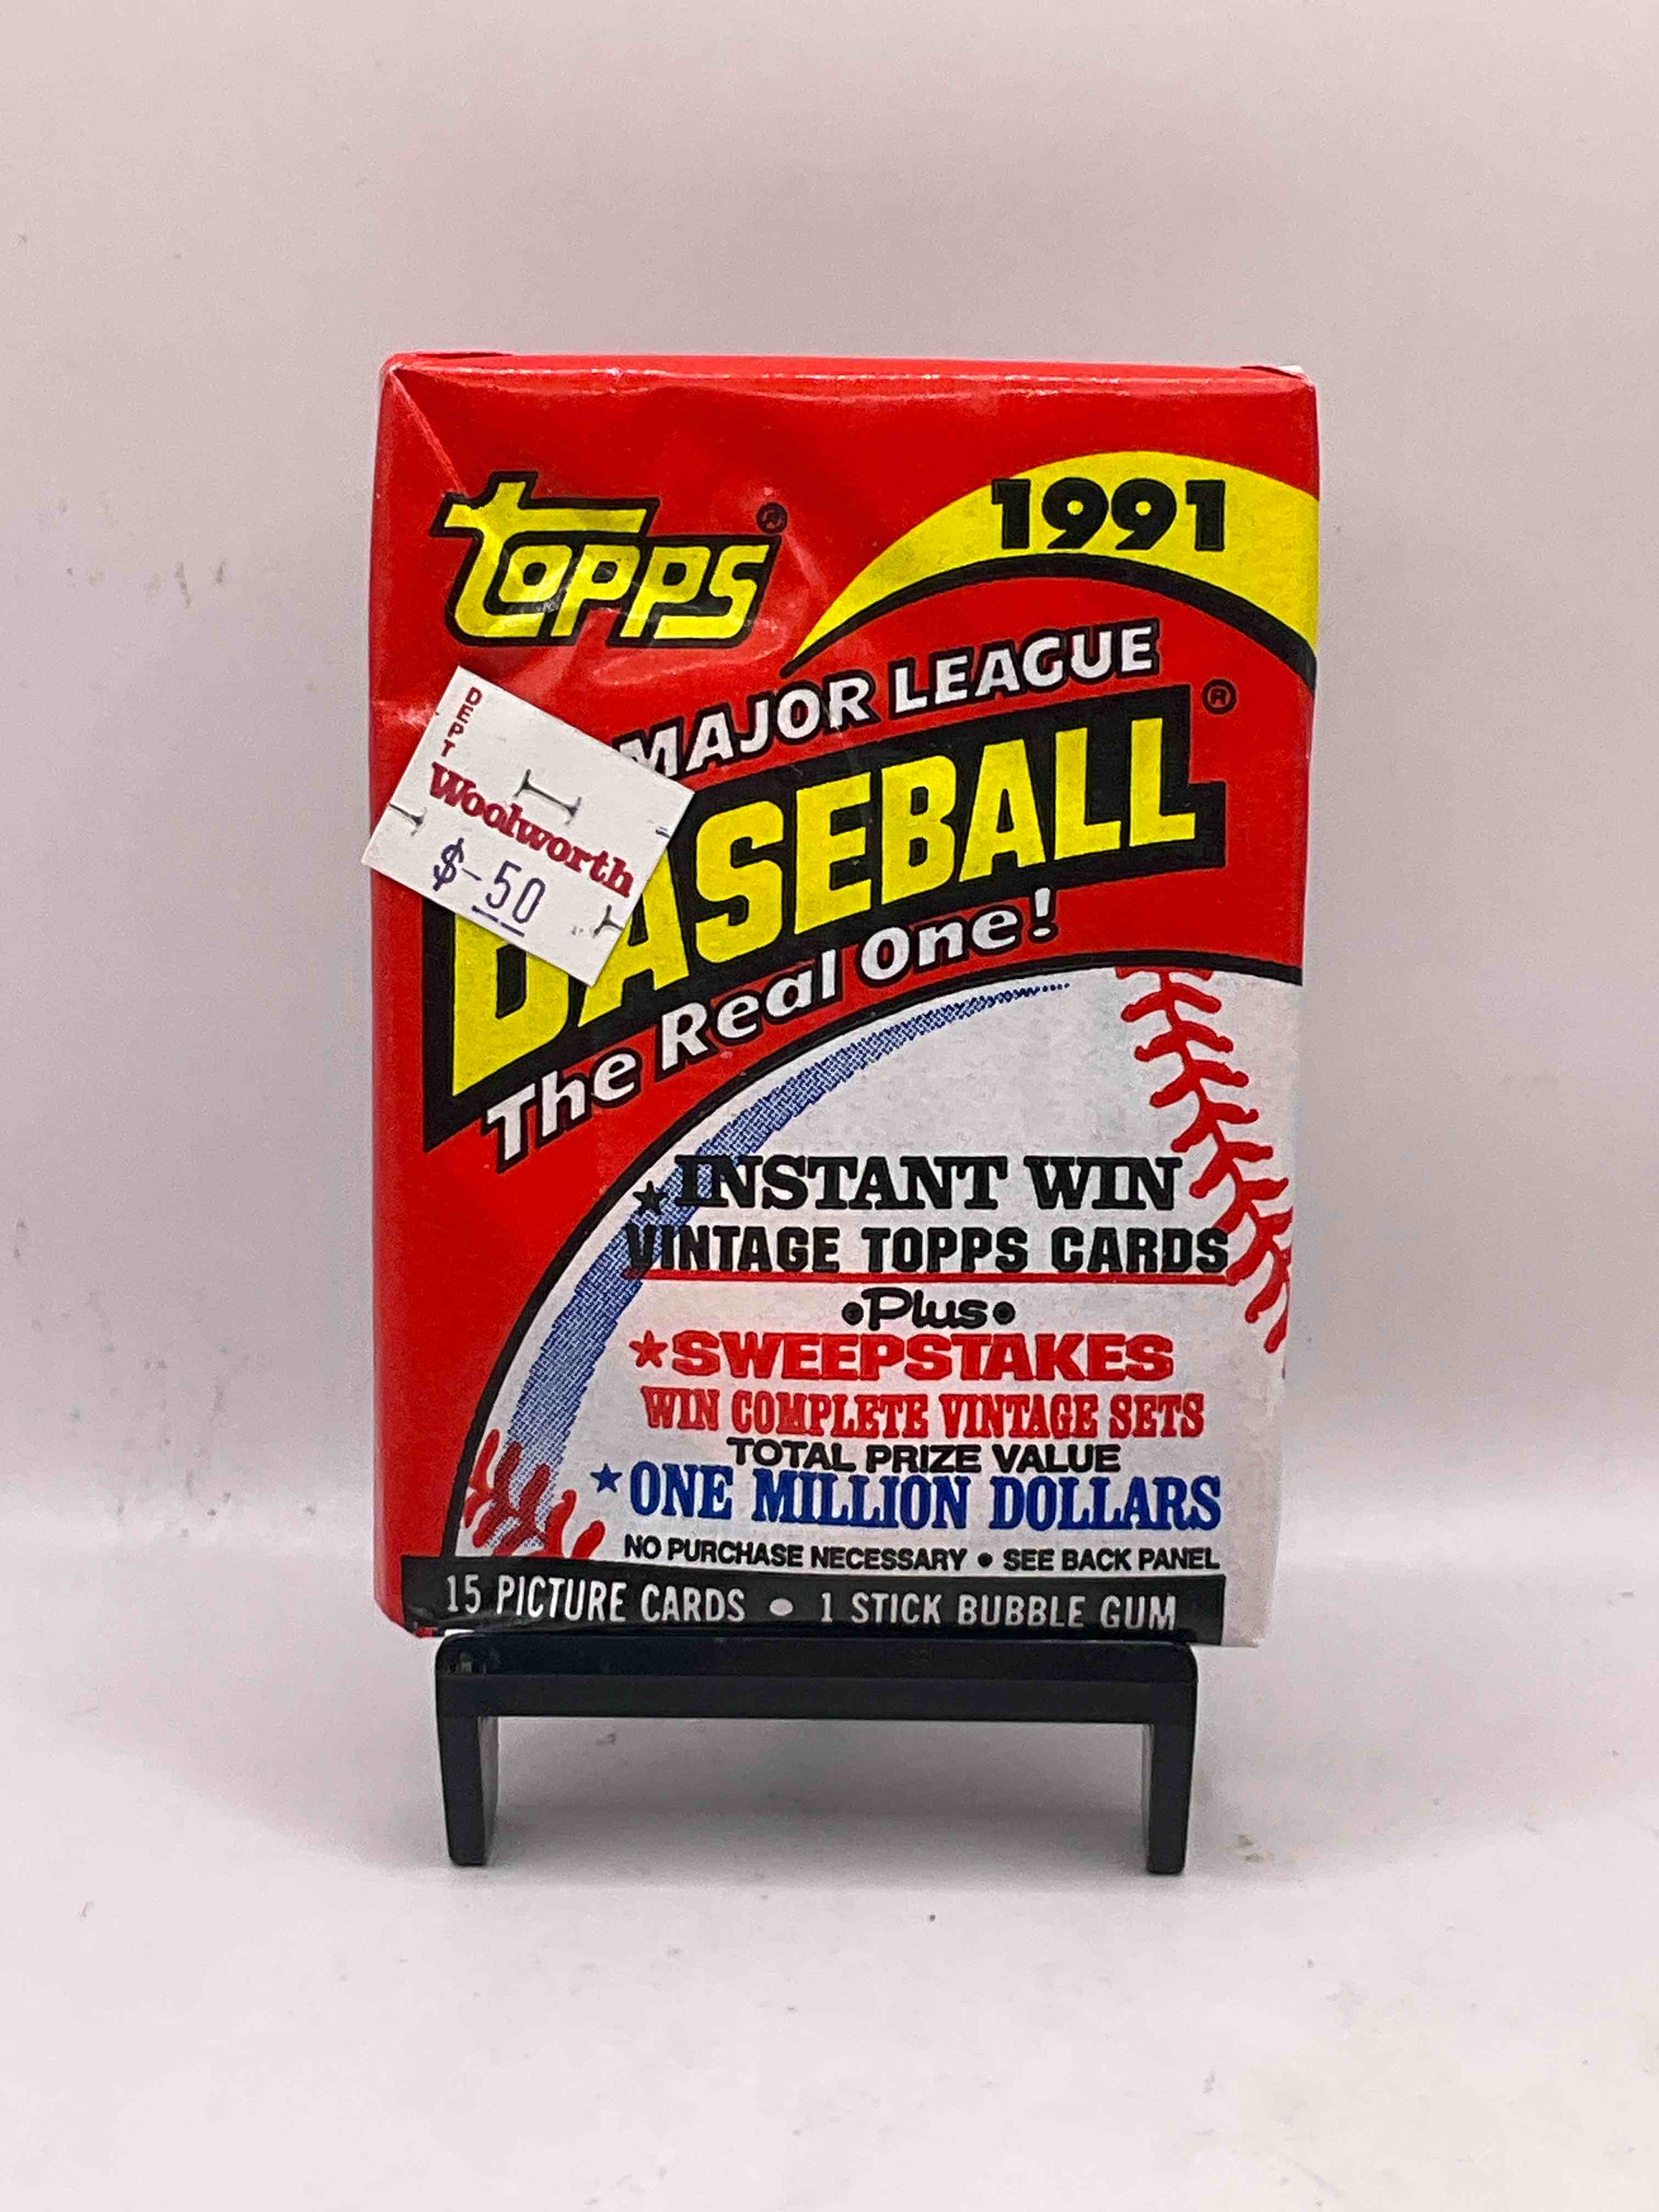 topps®
1991
MAJOR LEAGUE
BASEBALL®
The Real One!
DEPT
Woolworth
$-50
★INSTANT WIN
VINTAGE TOPPS CARDS
•Plus•
★SWEEPSTAKES
WIN COMPLETE VINTAGE SETS
TOTAL PRIZE VALUE
★ONE MILLION DOLLARS
NO PURCHASE NECESSARY • SEE BACK PANEL
15 PICTURE CARDS • 1 STICK BUBBLE GUM